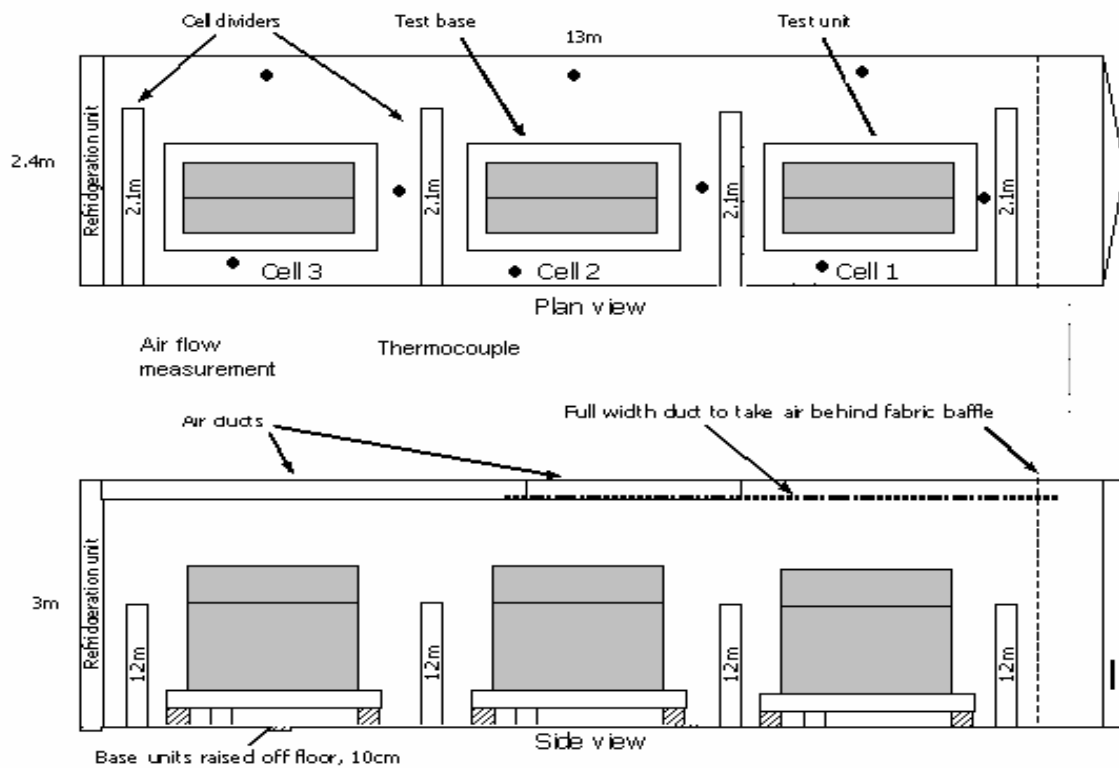 Cell dividers
Test base
13m
Test unit
Refridgeration unit
2.4m
2.1m
2.1m
2.1m
2.1m
Cell 3
Cell 2
Cell 1
Plan view
Air flow
measurement
Thermocouple
Air ducts
Full width duct to take air behind fabric baffle
Refridgeration unit
3m
12m
12m
12m
12m
Side view
Base units raised off floor, 10cm